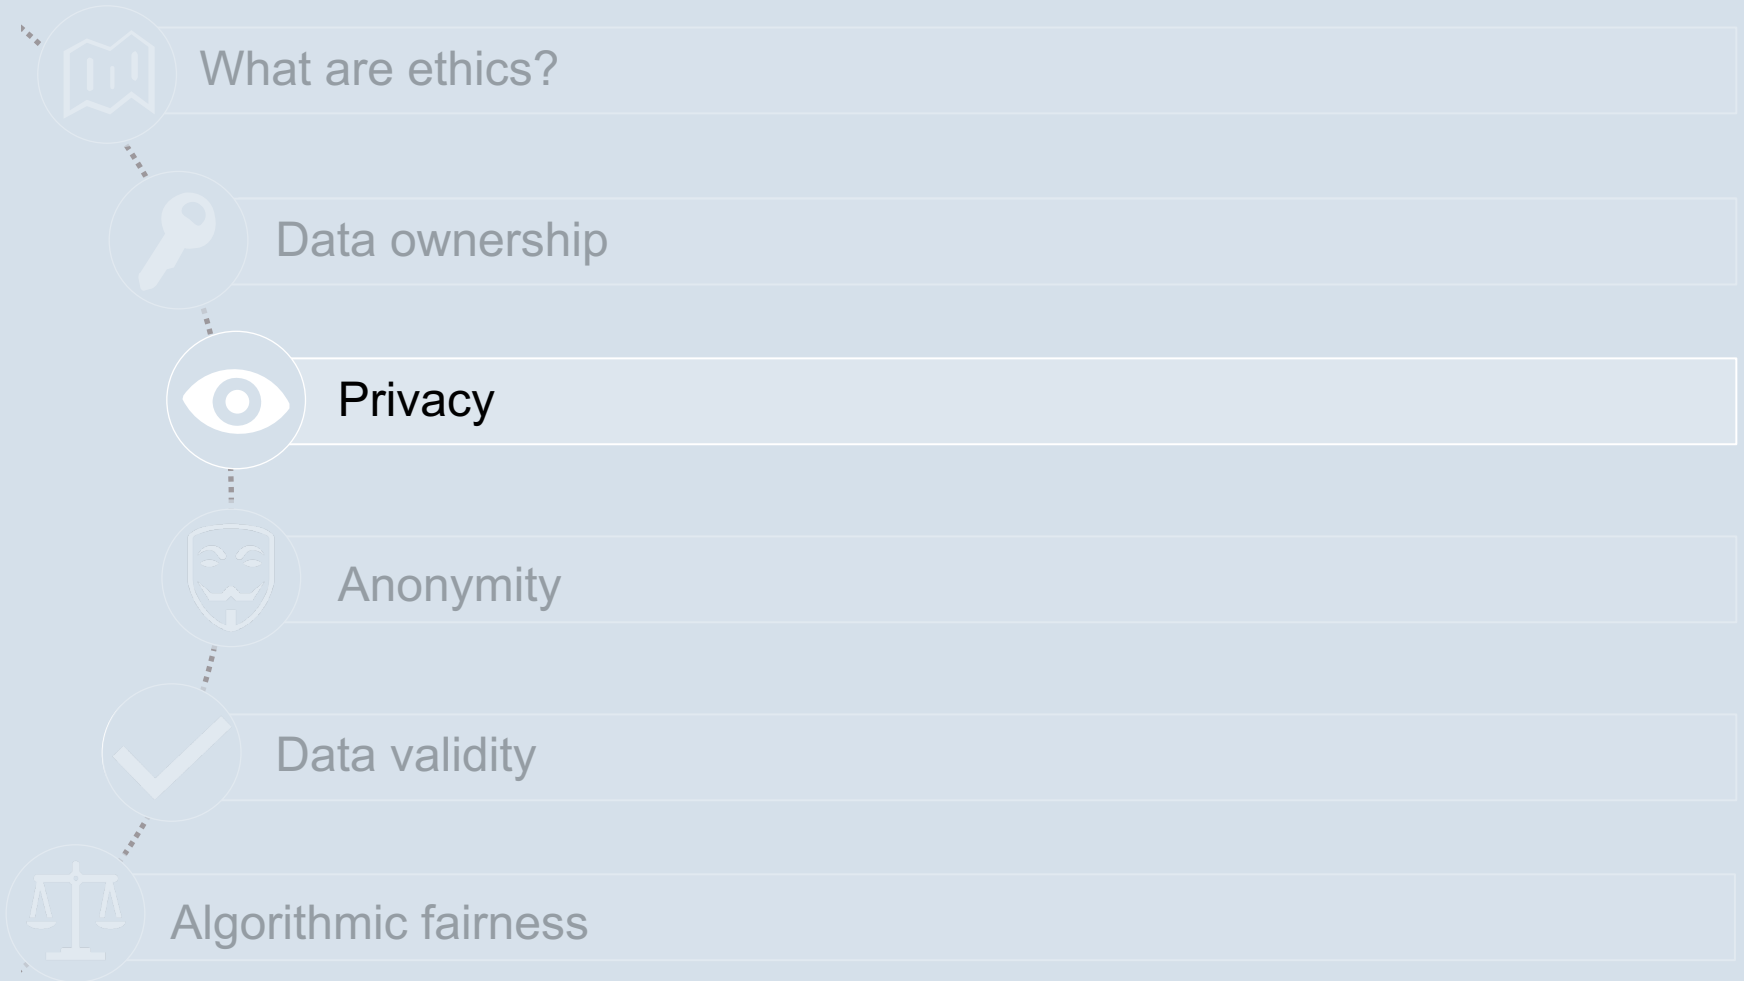 What are ethics?
Data ownership
Privacy
Anonymity
Data validity
Algorithmic fairness